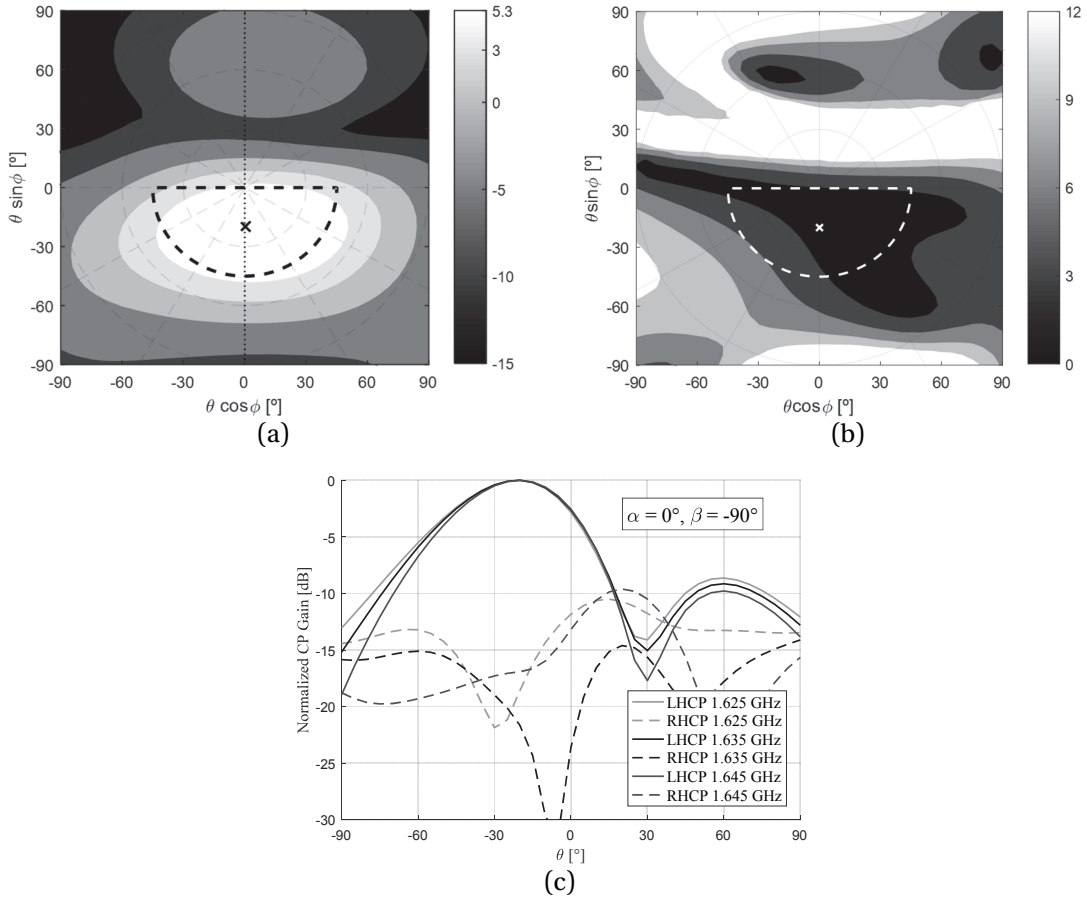 90
60
30
0
-30
-60
-90
θ sinϕ [º]
-90 -60 -30 0 30 60 90
θ cosϕ [º]
5.3
3
0
-5
-10
-15
(a)
90
60
30
0
-30
-60
-90
θsinϕ [º]
-90 -60 -30 0 30 60 90
θcosϕ [º]
12
9
6
3
0
(b)
0
-5
-10
-15
-20
-25
-30
Normalized CP Gain [dB]
α = 0°, β = -90°
LHCP 1.625 GHz
RHCP 1.625 GHz
LHCP 1.635 GHz
RHCP 1.635 GHz
LHCP 1.645 GHz
RHCP 1.645 GHz
-90 -60 -30 0 30 60 90
θ [°]
(c)